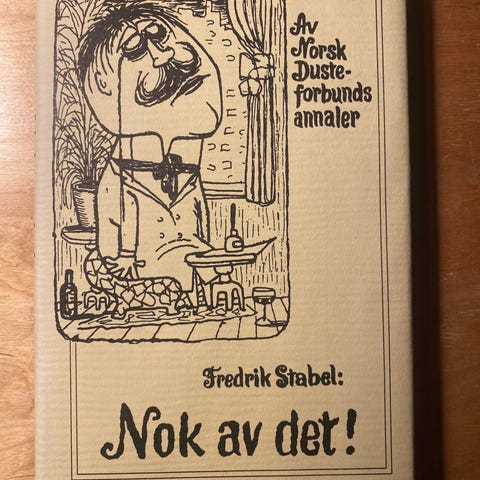 Av
Norsk
Duste-
forbunds
annaler
Fredrik Stabel:
Nok av det!